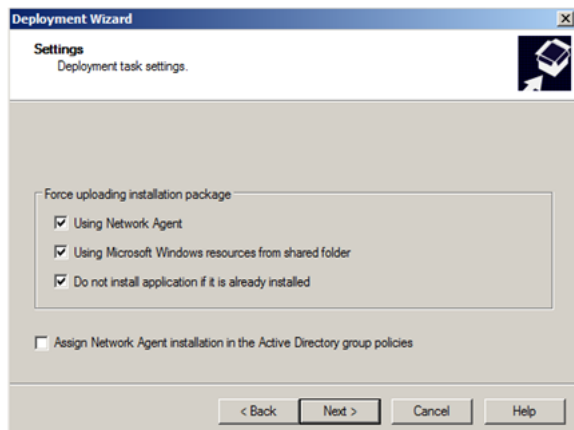 Deployment Wizard
Settings
Deployment task settings.
Force uploading installation package
Using Network Agent
Using Microsoft Windows resources from shared folder
Do not install application if it is already installed
Assign Network Agent installation in the Active Directory group policies
< Back
Next >
Cancel
Help